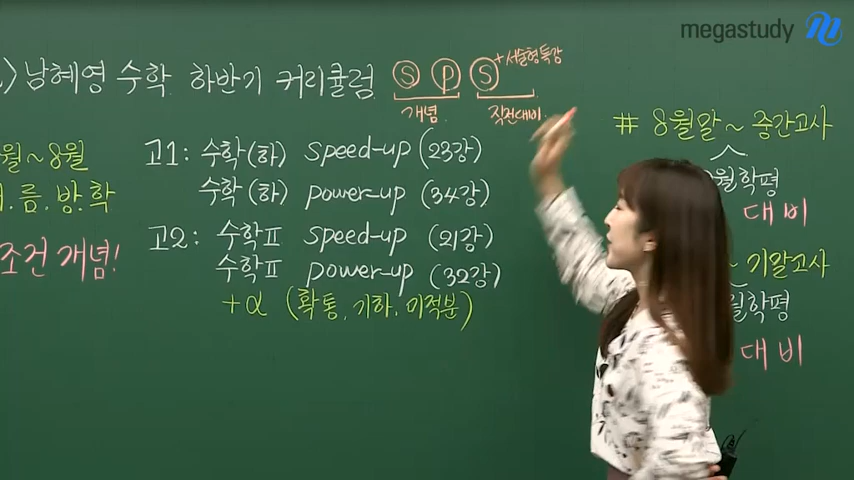 megastudy
남혜영 수학 하반기 커리큘럼 Ⓢ Ⓟ Ⓢ +서술형특강
개념 직전대비
월~8월
름.방.학
조건 개념!
고1: 수학(하) speed-up (23강)
수학(하) power-up (34강)
고2: 수학Ⅱ speed-up (21강)
수학Ⅱ power-up (32강)
+α (확통, 기하, 미적분)
# 8월말 ~ 중간고사
월학평
대비
~ 기말고사
월학평
대비